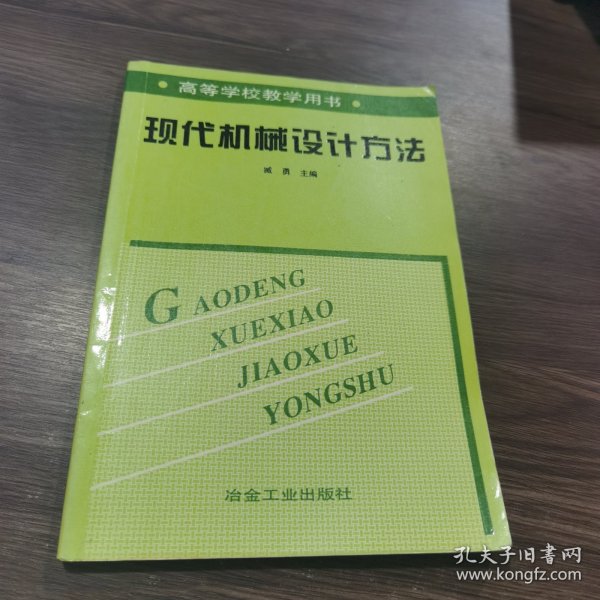 • 高等学校教学用书 •
现代机械设计方法
臧勇 主编
GAODENG
XUEXIAO
JIAOXUE
YONGSHU
冶金工业出版社
孔夫子旧书网
www.kongfz.com